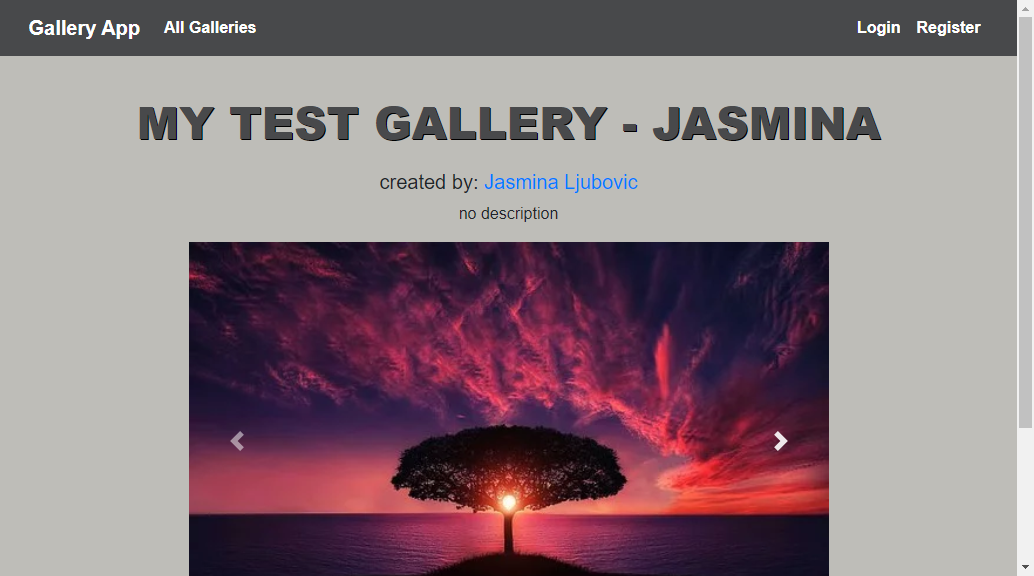 Gallery App All Galleries Login Register
MY TEST GALLERY - JASMINA
created by: Jasmina Ljubovic
no description